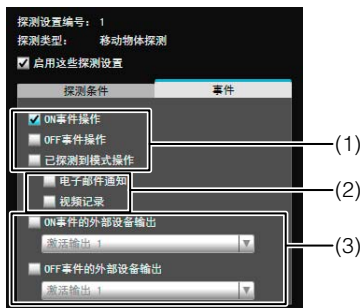 探测设置编号： 1
探测类型： 移动物体探测
启用这些探测设置
探测条件 事件
ON事件操作
OFF事件操作
已探测到模式操作
(1)
电子邮件通知
视频记录
(2)
ON事件的外部设备输出
激活输出 1
(3)
OFF事件的外部设备输出
激活输出 1